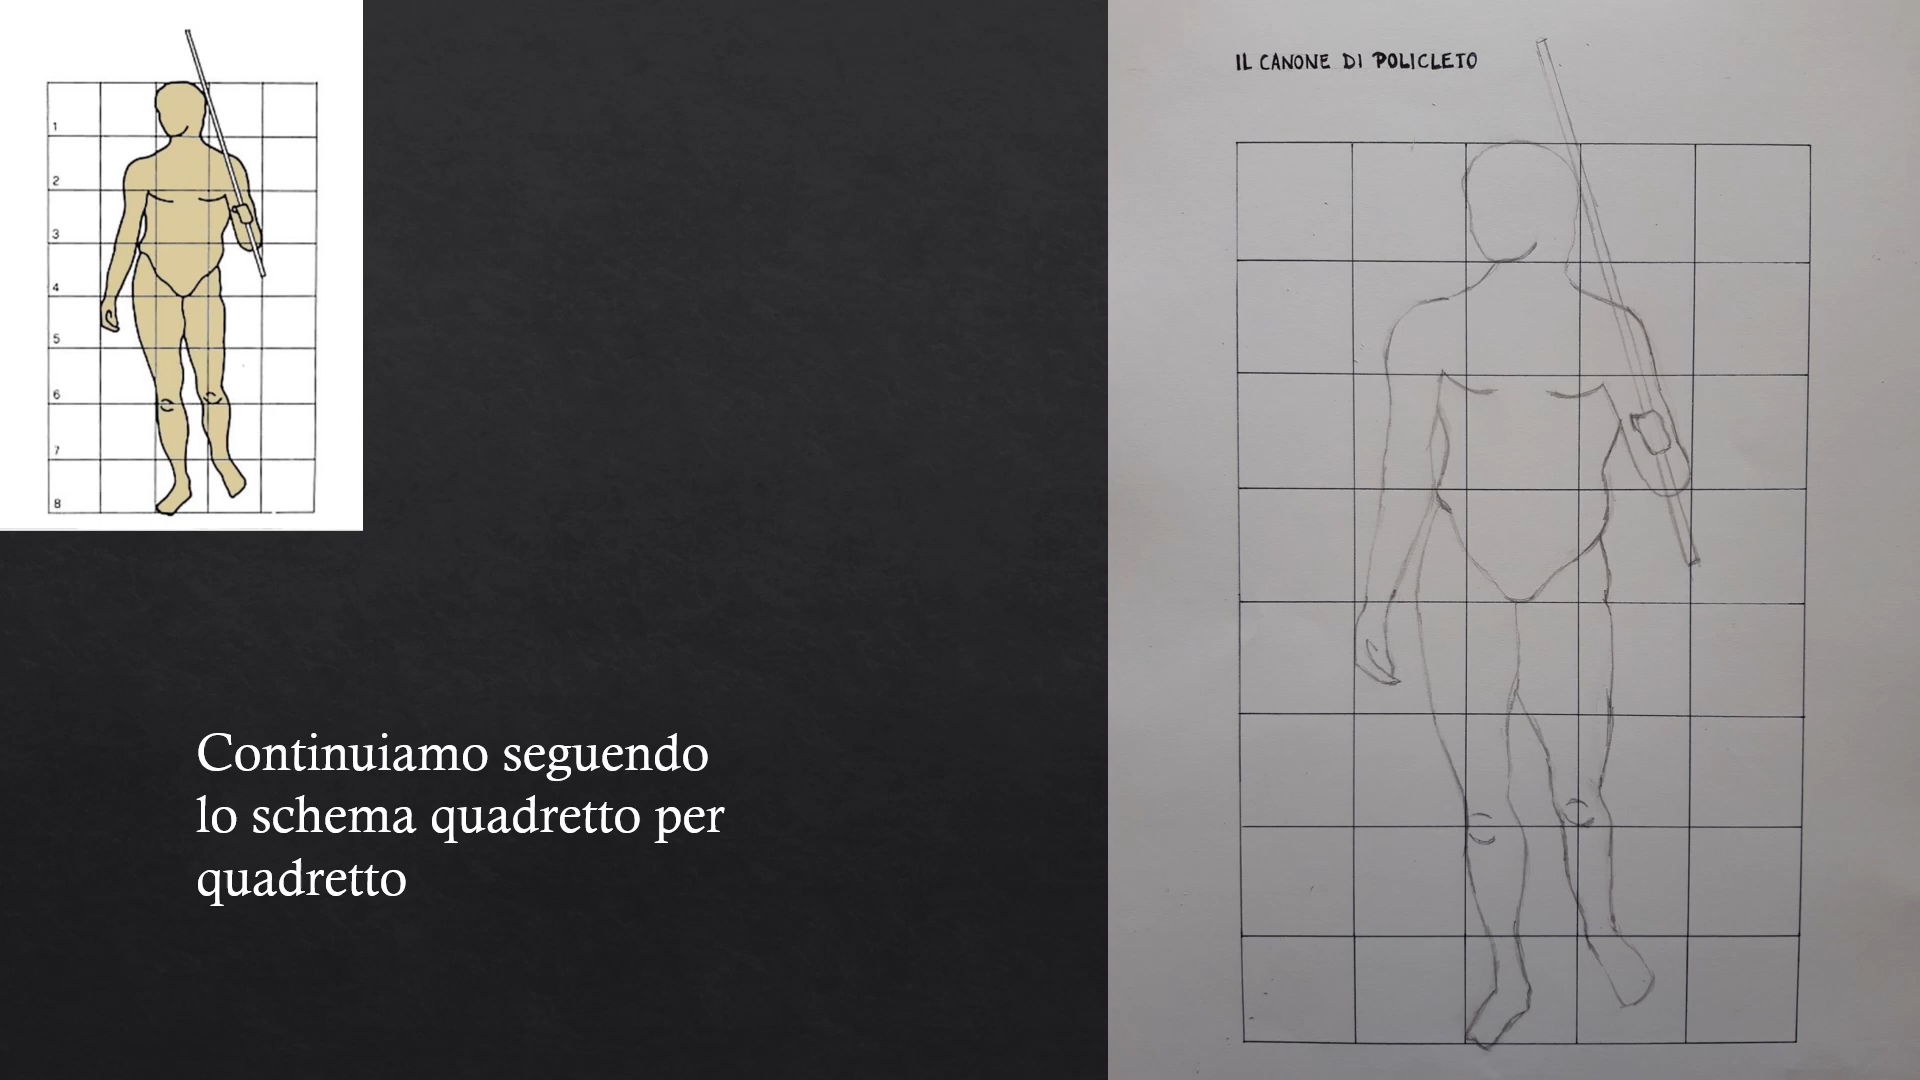 1
2
3
4
5
6
7
8
Continuiamo seguendo
lo schema quadretto per
quadretto
IL CANONE DI POLICLETO